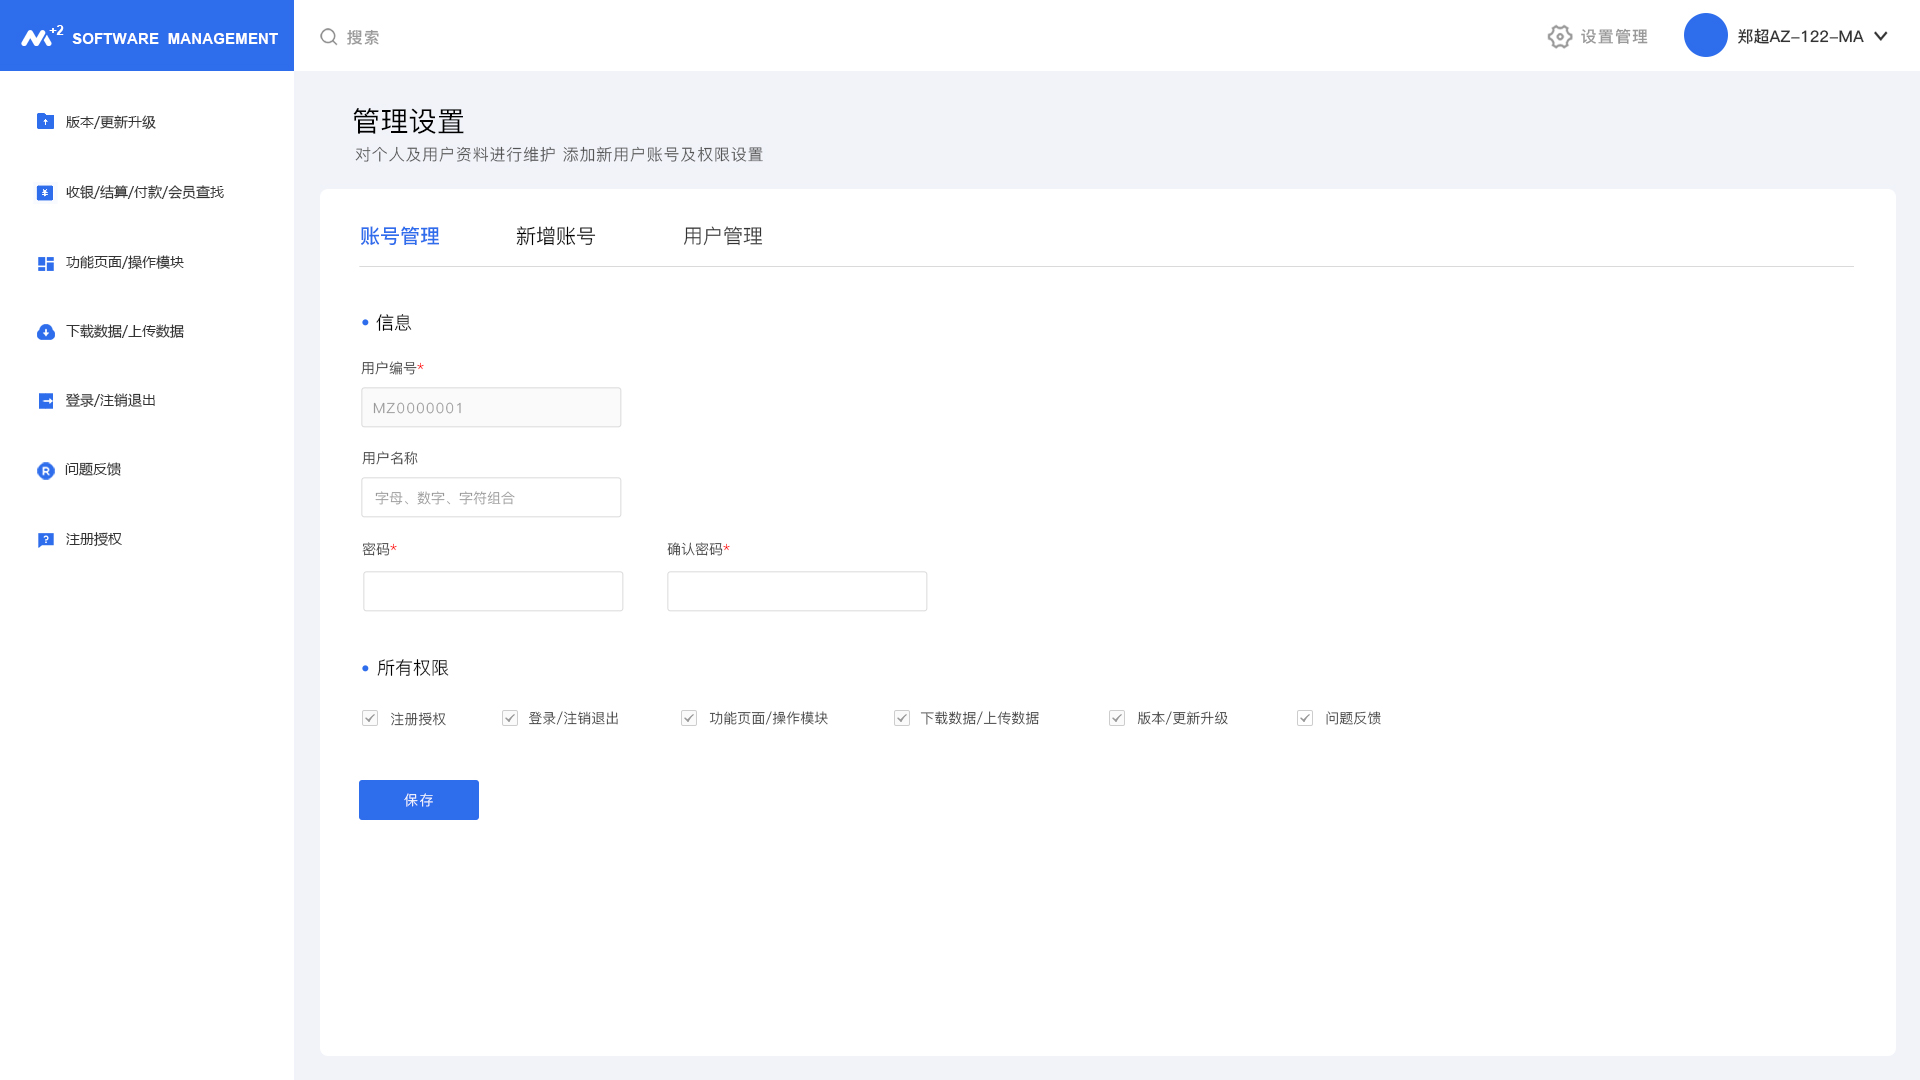 M+2 SOFTWARE MANAGEMENT
搜索
设置管理
郑超AZ-122-MA
版本/更新升级
收银/结算/付款/会员查找
功能页面/操作模块
下载数据/上传数据
登录/注销退出
R 问题反馈
? 注册授权
管理设置
对个人及用户资料进行维护 添加新用户账号及权限设置
账号管理 新增账号 用户管理
信息
用户编号*
MZ0000001
用户名称
字母、数字、字符组合
密码* 确认密码*
所有权限
注册授权 登录/注销退出 功能页面/操作模块 下载数据/上传数据 版本/更新升级 问题反馈
保存